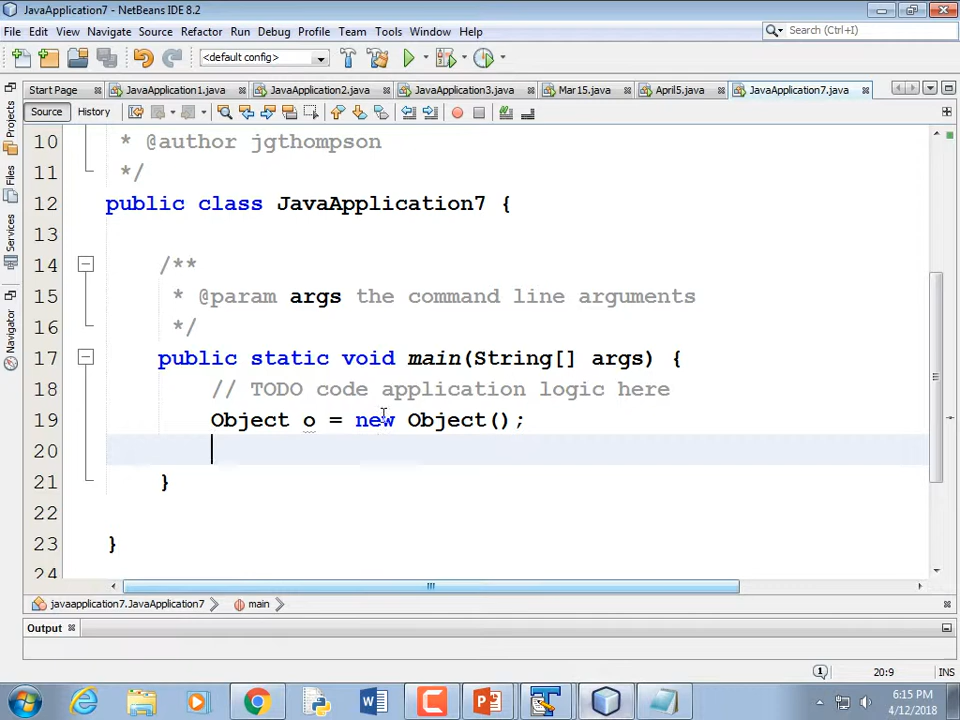 JavaApplication7 - NetBeans IDE 8.2
File Edit View Navigate Source Refactor Run Debug Profile Team Tools Window Help
<default config>
Search (Ctrl+I)
Start Page JavaApplication1.java JavaApplication2.java JavaApplication3.java Mar15.java April5.java JavaApplication7.java
Source History
Projects
Files
Services
Navigator
10 * @author jgthompson
11 */
12 public class JavaApplication7 {
13
14 /**
15 * @param args the command line arguments
16 */
17 public static void main(String[] args) {
18 // TODO code application logic here
19 Object o = new Object();
20
21 }
22
23 }
24
javaapplication7.JavaApplication7 main
Output
1 20:9 INS
6:15 PM
4/12/2018